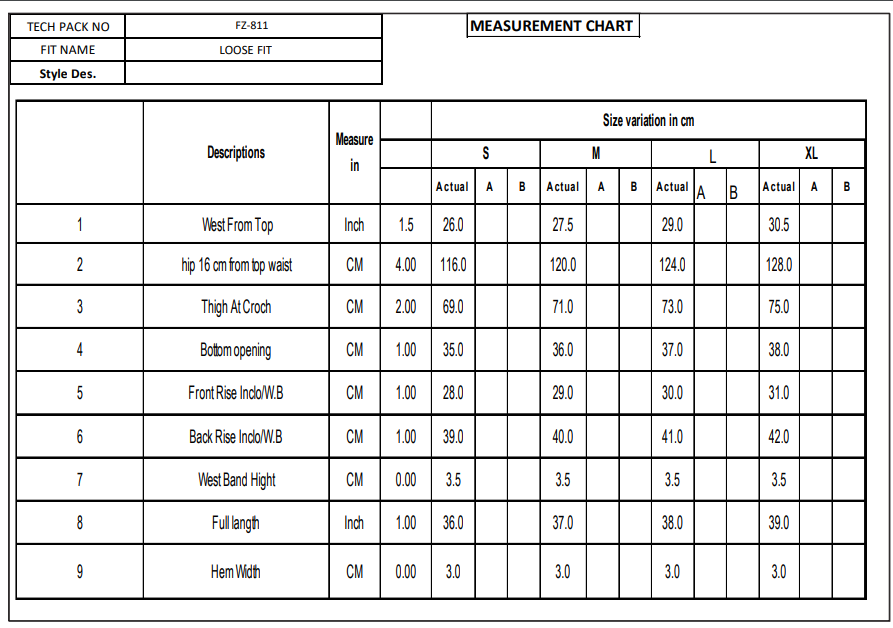 TECH PACK NO FZ-811
FIT NAME LOOSE FIT
Style Des.
MEASUREMENT CHART
Descriptions Measure in Size variation in cm
S M L XL
Actual A B Actual A B Actual A B Actual A B
1 West From Top Inch 1.5 26.0 27.5 29.0 30.5
2 hip 16 cm from top waist CM 4.00 116.0 120.0 124.0 128.0
3 Thigh At Croch CM 2.00 69.0 71.0 73.0 75.0
4 Bottom opening CM 1.00 35.0 36.0 37.0 38.0
5 Front Rise Inclo/W.B CM 1.00 28.0 29.0 30.0 31.0
6 Back Rise Inclo/W.B CM 1.00 39.0 40.0 41.0 42.0
7 West Band Hight CM 0.00 3.5 3.5 3.5 3.5
8 Full langth Inch 1.00 36.0 37.0 38.0 39.0
9 Hem Width CM 0.00 3.0 3.0 3.0 3.0